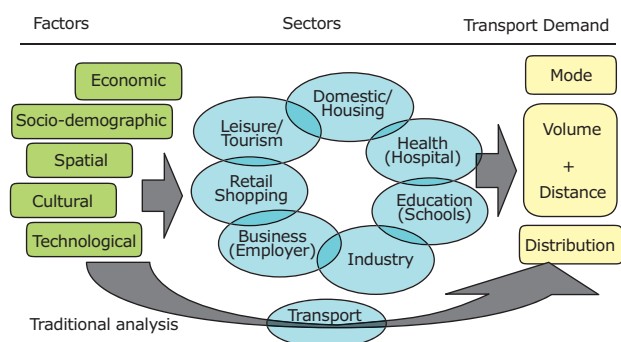 Factors
Sectors
Transport Demand
Economic
Socio-demographic
Spatial
Cultural
Technological
Domestic/
Housing
Leisure/
Tourism
Health
(Hospital)
Retail
Shopping
Education
(Schools)
Business
(Employer)
Industry
Mode
Volume
+
Distance
Distribution
Transport
Traditional analysis